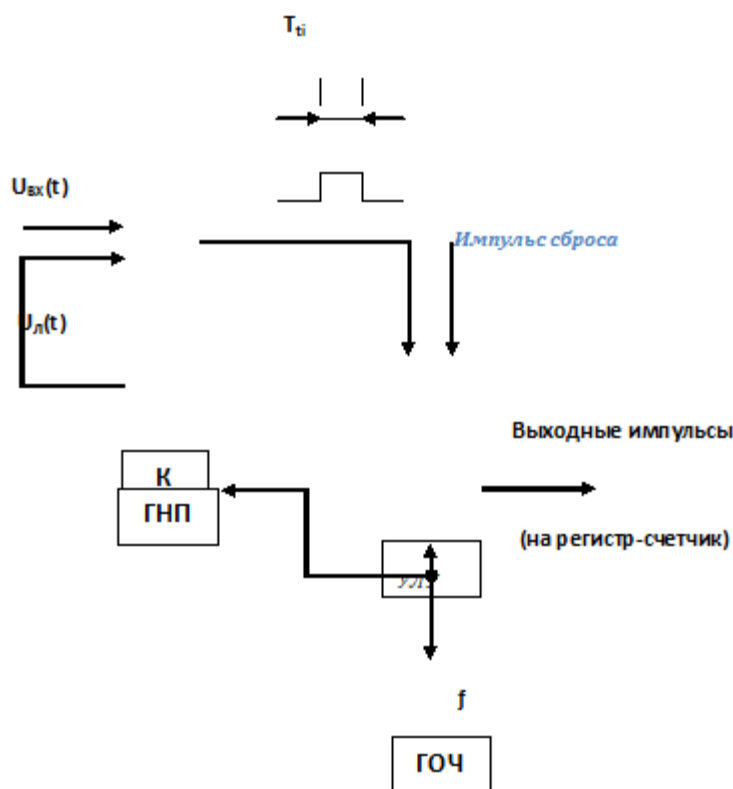 Tti
Uвх(t)
Импульс сброса
Uл(t)
Выходные импульсы
К
ГНП
(на регистр-счетчик)
f
ГОЧ